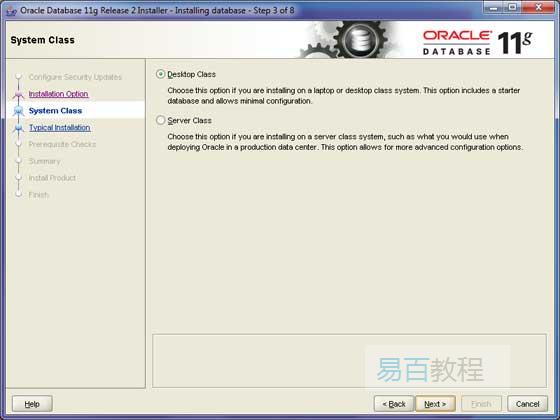 Oracle Database 11g Release 2 Installer - Installing database - Step 3 of 8
System Class
ORACLE
DATABASE 11g
Configure Security Updates
Installation Option
System Class
Typical Installation
Prerequisite Checks
Summary
Install Product
Finish
Desktop Class
Choose this option if you are installing on a laptop or desktop class system. This option includes a starter
database and allows minimal configuration.
Server Class
Choose this option if you are installing on a server class system, such as what you would use when
deploying Oracle in a production data center. This option allows for more advanced configuration options.
易百教程
Help
< Back
Next >
Finish
Cancel